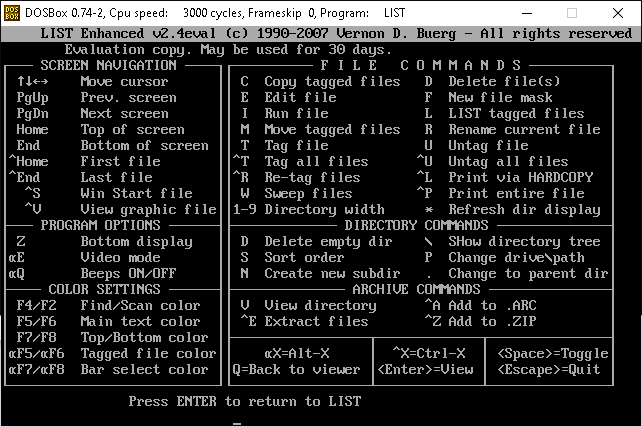 DOSBox 0.74-2, Cpu speed: 3000 cycles, Frameskip 0, Program: LIST
LIST Enhanced v2.4eval (c) 1990-2007 Vernon D. Buerg - All rights reserved
Evaluation copy. May be used for 30 days.
SCREEN NAVIGATION
↑↓↔ Move cursor
PgUp Prev. screen
PgDn Next screen
Home Top of screen
End Bottom of screen
^Home First file
^End Last file
^S Win Start file
^V View graphic file
PROGRAM OPTIONS
Z Bottom display
αE Video mode
αQ Beeps ON/OFF
COLOR SETTINGS
F4/F2 Find/Scan color
F5/F6 Main text color
F7/F8 Top/Bottom color
αF5/αF6 Tagged file color
αF7/αF8 Bar select color
F I L E C O M M A N D S
C Copy tagged files D Delete file(s)
E Edit file F New file mask
I Run file L LIST tagged files
M Move tagged files R Rename current file
T Tag file U Untag file
^T Tag all files ^U Untag all files
^R Re-tag files ^L Print via HARDCOPY
W Sweep files ^P Print entire file
1-9 Directory width * Refresh dir display
DIRECTORY COMMANDS
D Delete empty dir \ SHow directory tree
S Sort order P Change drive\path
N Create new subdir . Change to parent dir
ARCHIVE COMMANDS
V View directory ^A Add to .ARC
^E Extract files ^Z Add to .ZIP
αX=Alt-X ^X=Ctrl-X <Space>=Toggle
Q=Back to viewer <Enter>=View <Escape>=Quit
Press ENTER to return to LIST